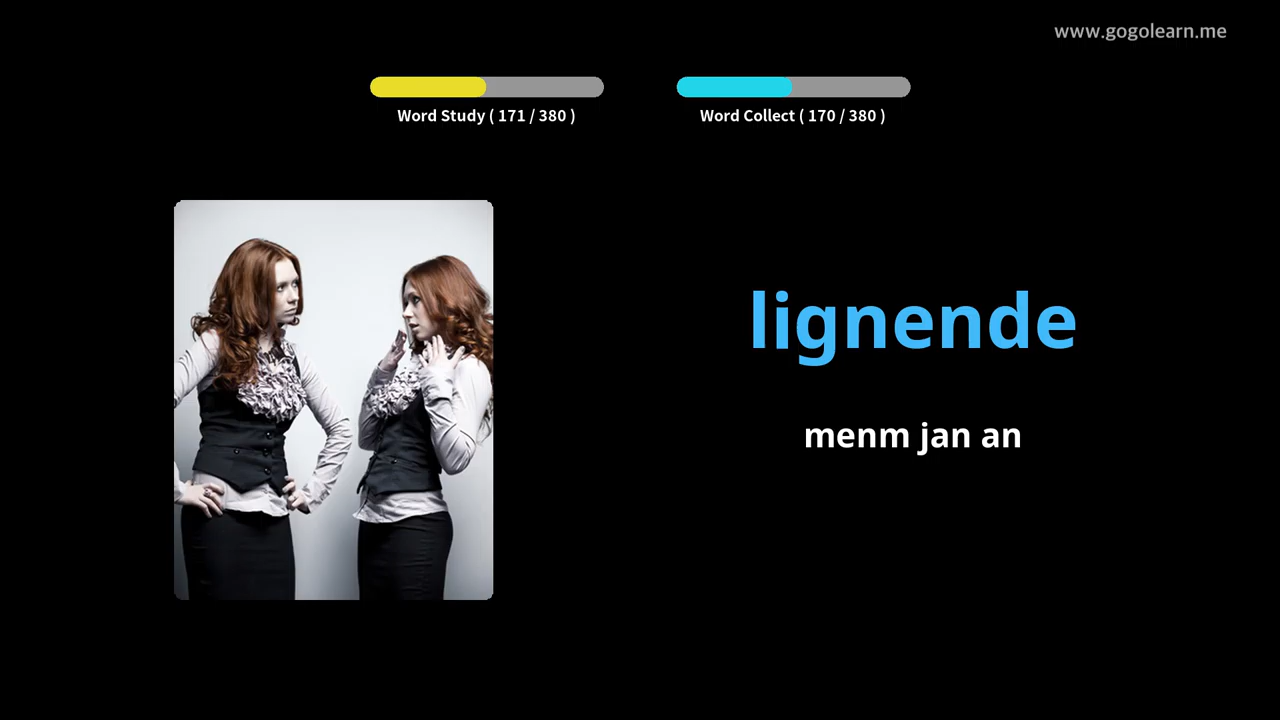 www.gogolearn.me
Word Study ( 171 / 380 )
Word Collect ( 170 / 380 )
lignende
menm jan an